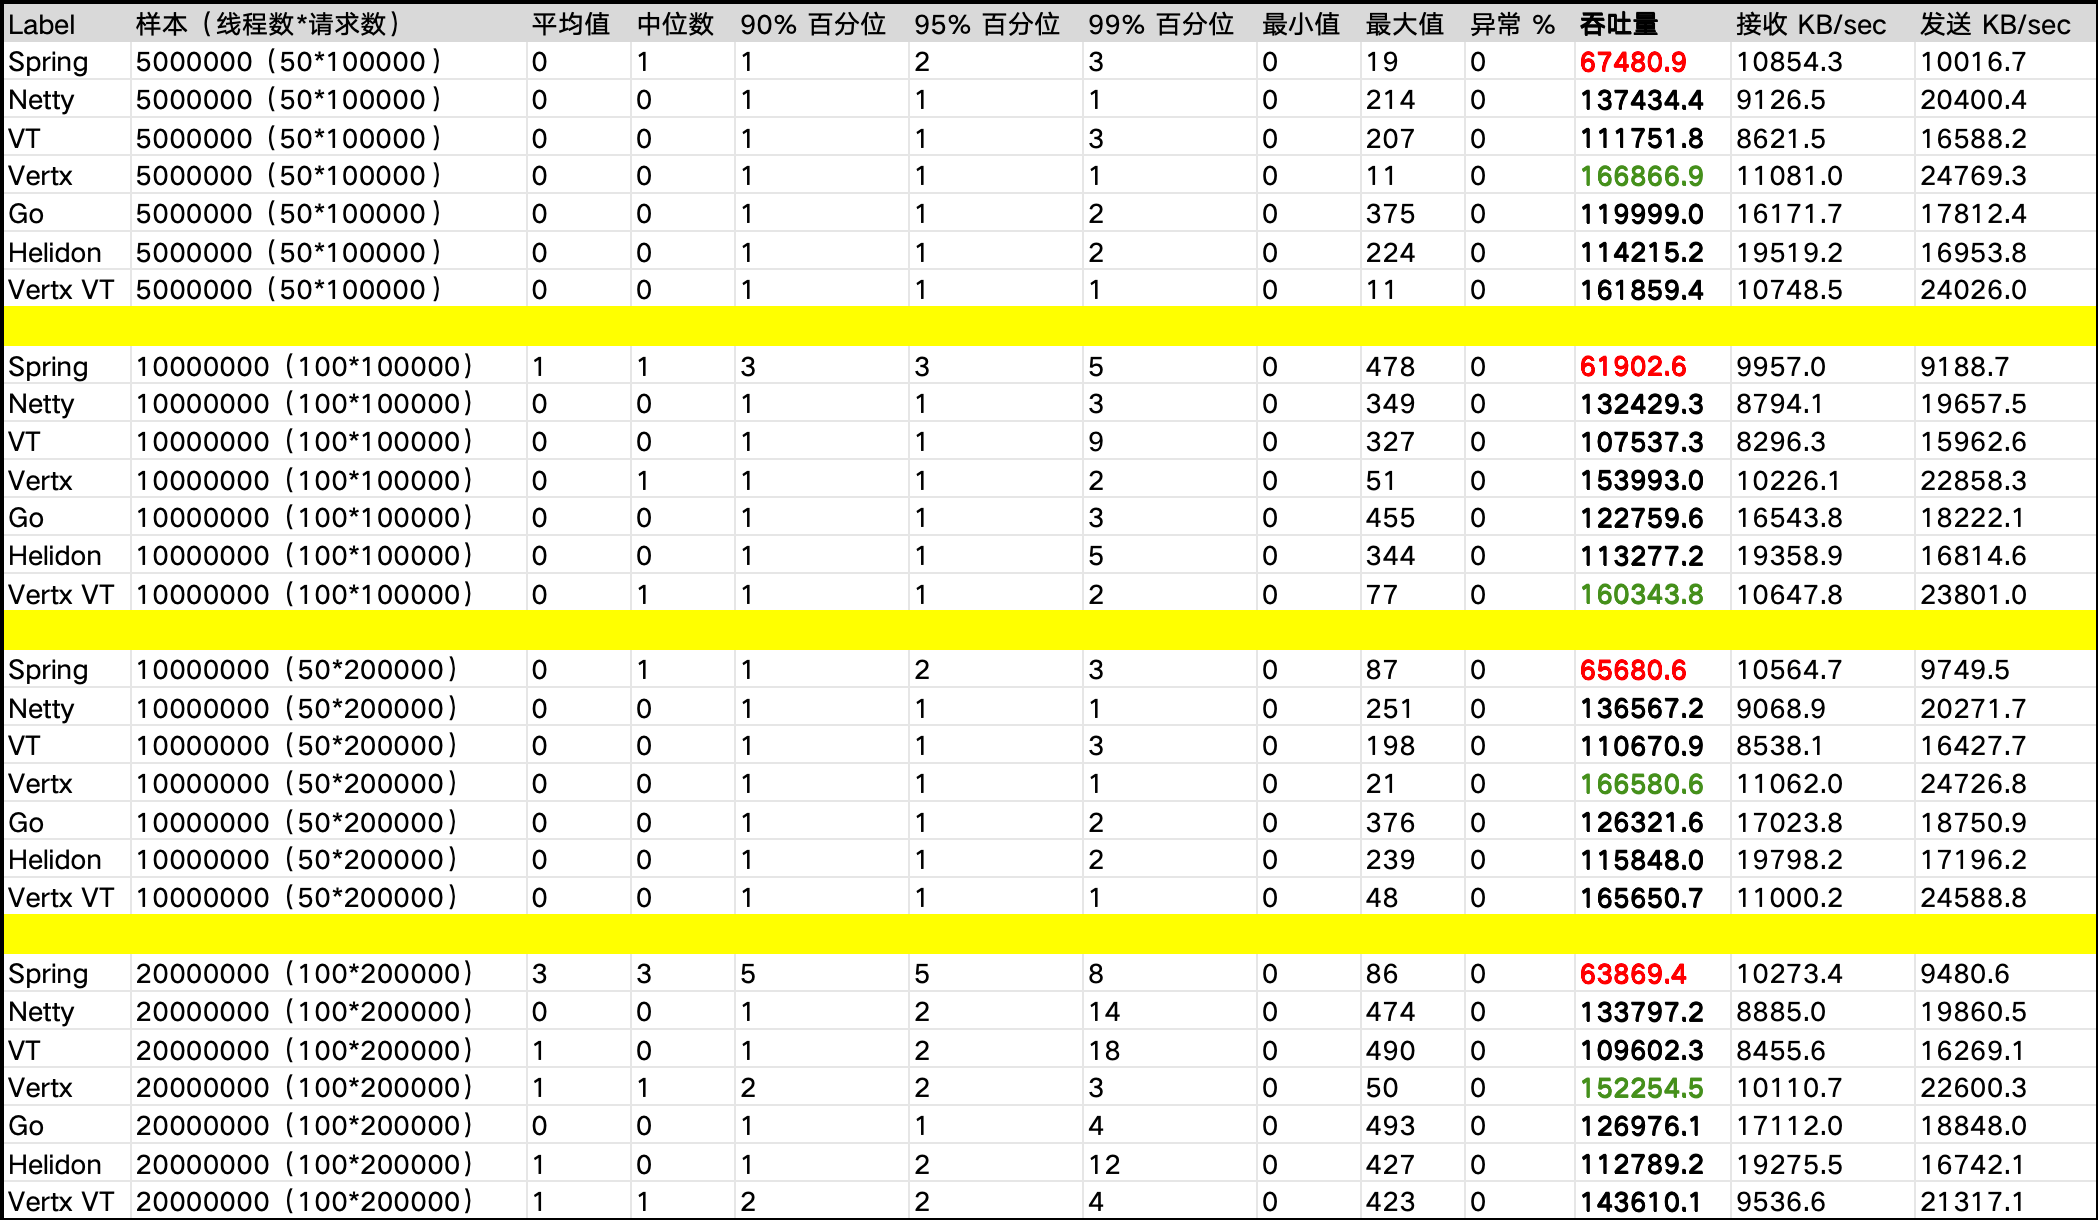 Label 样本（线程数*请求数） 平均值 中位数 90% 百分位 95% 百分位 99% 百分位 最小值 最大值 异常 % 吞吐量 接收 KB/sec 发送 KB/sec
Spring 5000000（50*100000） 0 1 1 2 3 0 19 0 67480.9 10854.3 10016.7
Netty 5000000（50*100000） 0 0 1 1 1 0 214 0 137434.4 9126.5 20400.4
VT 5000000（50*100000） 0 0 1 1 3 0 207 0 111751.8 8621.5 16588.2
Vertx 5000000（50*100000） 0 0 1 1 1 0 11 0 166866.9 11081.0 24769.3
Go 5000000（50*100000） 0 0 1 1 2 0 375 0 119999.0 16171.7 17812.4
Helidon 5000000（50*100000） 0 0 1 1 2 0 224 0 114215.2 19519.2 16953.8
Vertx VT 5000000（50*100000） 0 0 1 1 1 0 11 0 161859.4 10748.5 24026.0
Spring 10000000（100*100000） 1 1 3 3 5 0 478 0 61902.6 9957.0 9188.7
Netty 10000000（100*100000） 0 0 1 1 3 0 349 0 132429.3 8794.1 19657.5
VT 10000000（100*100000） 0 0 1 1 9 0 327 0 107537.3 8296.3 15962.6
Vertx 10000000（100*100000） 0 1 1 1 2 0 51 0 153993.0 10226.1 22858.3
Go 10000000（100*100000） 0 0 1 1 3 0 455 0 122759.6 16543.8 18222.1
Helidon 10000000（100*100000） 0 0 1 1 5 0 344 0 113277.2 19358.9 16814.6
Vertx VT 10000000（100*100000） 0 1 1 1 2 0 77 0 160343.8 10647.8 23801.0
Spring 10000000（50*200000） 0 1 1 2 3 0 87 0 65680.6 10564.7 9749.5
Netty 10000000（50*200000） 0 0 1 1 1 0 251 0 136567.2 9068.9 20271.7
VT 10000000（50*200000） 0 0 1 1 3 0 198 0 110670.9 8538.1 16427.7
Vertx 10000000（50*200000） 0 0 1 1 1 0 21 0 166580.6 11062.0 24726.8
Go 10000000（50*200000） 0 0 1 1 2 0 376 0 126321.6 17023.8 18750.9
Helidon 10000000（50*200000） 0 0 1 1 2 0 239 0 115848.0 19798.2 17196.2
Vertx VT 10000000（50*200000） 0 0 1 1 1 0 48 0 165650.7 11000.2 24588.8
Spring 20000000（100*200000） 3 3 5 5 8 0 86 0 63869.4 10273.4 9480.6
Netty 20000000（100*200000） 0 0 1 2 14 0 474 0 133797.2 8885.0 19860.5
VT 20000000（100*200000） 1 0 1 2 18 0 490 0 109602.3 8455.6 16269.1
Vertx 20000000（100*200000） 1 1 2 2 3 0 50 0 152254.5 10110.7 22600.3
Go 20000000（100*200000） 0 0 1 1 4 0 493 0 126976.1 17112.0 18848.0
Helidon 20000000（100*200000） 1 0 1 2 12 0 427 0 112789.2 19275.5 16742.1
Vertx VT 20000000（100*200000） 1 1 2 2 4 0 423 0 143610.1 9536.6 21317.1